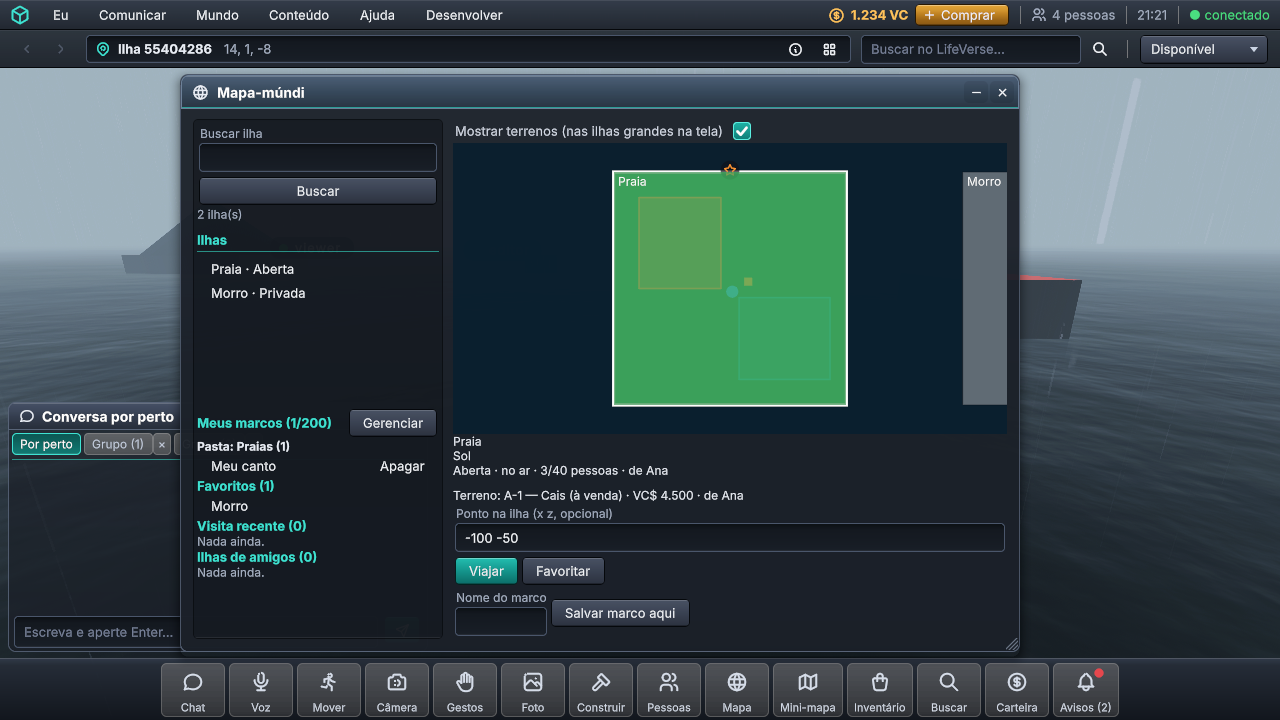 Eu Comunicar Mundo Conteúdo Ajuda Desenvolver 1.234 VC + Comprar 4 pessoas 21:21 conectado
Ilha 55404286 14, 1, -8 Buscar no LifeVerse... Disponível
Mapa-múndi
Buscar ilha
Buscar
2 ilha(s)
Ilhas
Praia · Aberta
Morro · Privada
Meus marcos (1/200) Gerenciar
Pasta: Praias (1)
Meu canto Apagar
Favoritos (1)
Morro
Visita recente (0)
Nada ainda.
Ilhas de amigos (0)
Nada ainda.
Mostrar terrenos (nas ilhas grandes na tela)
Praia Morro
Praia
Sol
Aberta · no ar · 3/40 pessoas · de Ana
Terreno: A-1 — Cais (à venda) · VC$ 4.500 · de Ana
Ponto na ilha (x z, opcional)
-100 -50
Viajar Favoritar
Nome do marco
Salvar marco aqui
Conversa por perto
Por perto Grupo (1) ×
Escreva e aperte Enter...
Chat Voz Mover Câmera Gestos Foto Construir Pessoas Mapa Mini-mapa Inventário Buscar Carteira Avisos (2)